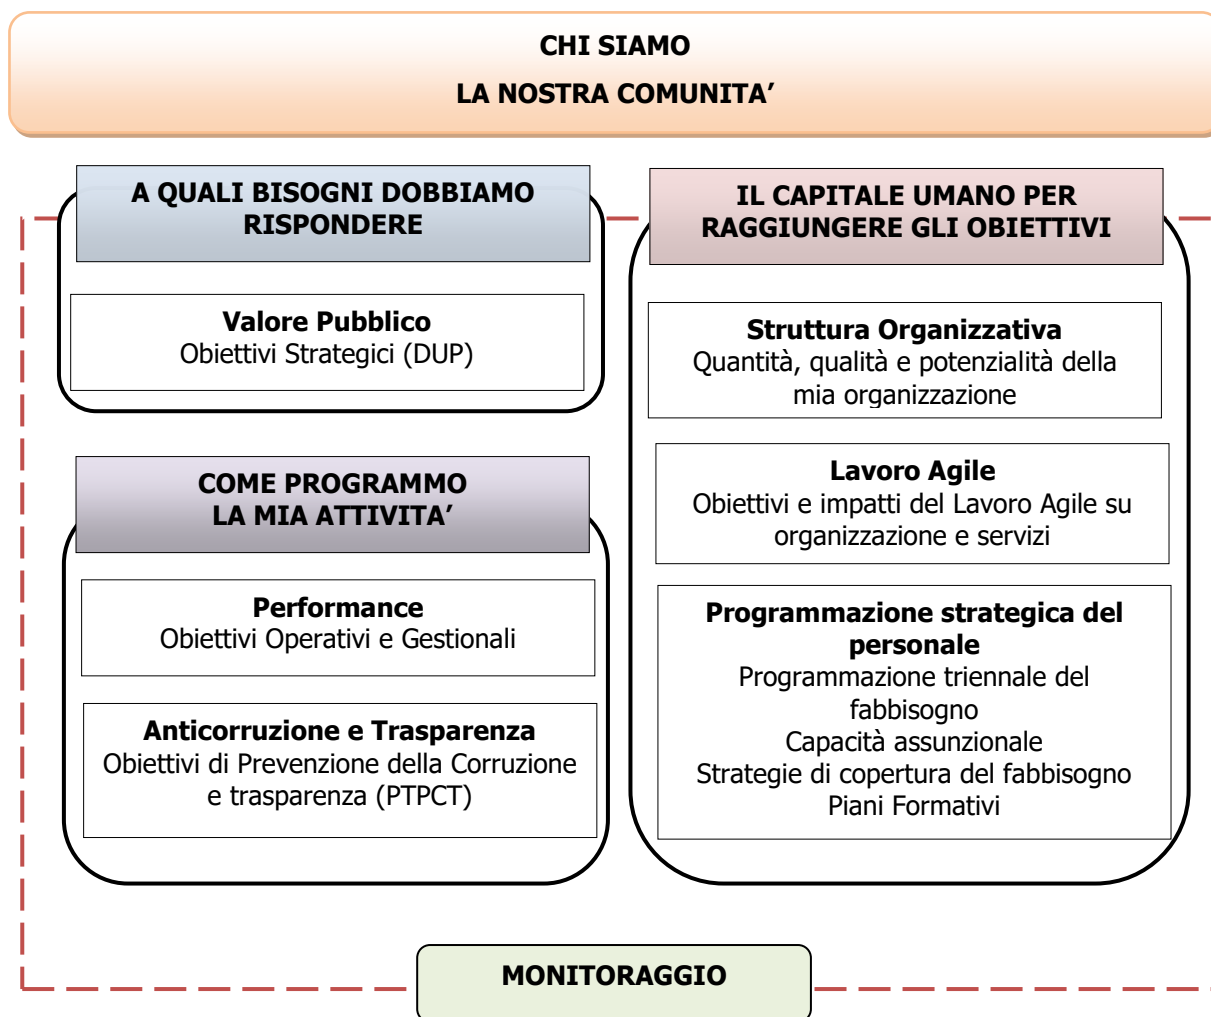 CHI SIAMO
LA NOSTRA COMUNITA’
A QUALI BISOGNI DOBBIAMO
RISPONDERE
Valore Pubblico
Obiettivi Strategici (DUP)
COME PROGRAMMO
LA MIA ATTIVITA’
Performance
Obiettivi Operativi e Gestionali
Anticorruzione e Trasparenza
Obiettivi di Prevenzione della Corruzione
e trasparenza (PTPCT)
IL CAPITALE UMANO PER
RAGGIUNGERE GLI OBIETTIVI
Struttura Organizzativa
Quantità, qualità e potenzialità della
mia organizzazione
Lavoro Agile
Obiettivi e impatti del Lavoro Agile su
organizzazione e servizi
Programmazione strategica del
personale
Programmazione triennale del
fabbisogno
Capacità assunzionale
Strategie di copertura del fabbisogno
Piani Formativi
MONITORAGGIO